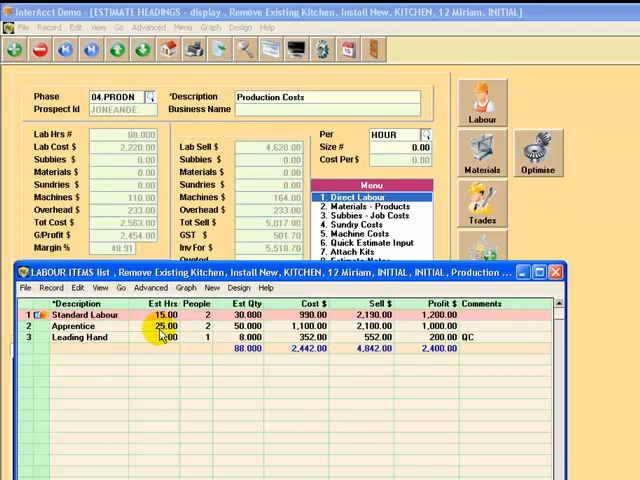 InterAcct Demo - [ESTIMATE HEADINGS - display , Remove Existing Kitchen, Install New, KITCHEN, 12 Miriam, INITIAL]
File Record Edit View Go Advanced Menu Graph Design Help
Phase 04.PRODN *Description Production Costs
Prospect Id JONEANDE Business Name
Lab Hrs # 88.000
Lab Cost $ 2,220.00
Subbies $ 0.00
Materials $ 0.00
Sundries $ 0.00
Machines $ 110.00
Overhead $ 233.00
Tot Cost $ 2,563.00
G/Profit $ 2,454.00
Margin % 48.91
Lab Sell $ 4,620.00
Subbies $ 0.00
Materials $ 0.00
Sundries $ 0.00
Machines $ 164.00
Overhead $ 233.00
Tot Sell $ 5,017.00
GST $ 501.70
Inv For $ 5,518.70
Per HOUR
Size # 0.00
Cost Per$ 0.00
Menu
1. Direct Labour
2. Materials - Products
3. Subbies - Job Costs
4. Sundry Costs
5. Machine Costs
6. Quick Estimate Input
7. Attach Kits
Labour
Materials
Optimise
Trades
LABOUR ITEMS list , Remove Existing Kitchen, Install New, KITCHEN, 12 Miriam, INITIAL, INITIAL, Production ...
File Record Edit View Go Advanced Graph New Design Help
*Description Est Hrs People Est Qty Cost $ Sell $ Profit $ Comments
1 Standard Labour 15.00 2 30.000 990.00 2,190.00 1,200.00
2 Apprentice 25.00 2 50.000 1,100.00 2,100.00 1,000.00
3 Leading Hand 1 8.000 352.00 552.00 200.00 QC
88.000 2,442.00 4,842.00 2,400.00